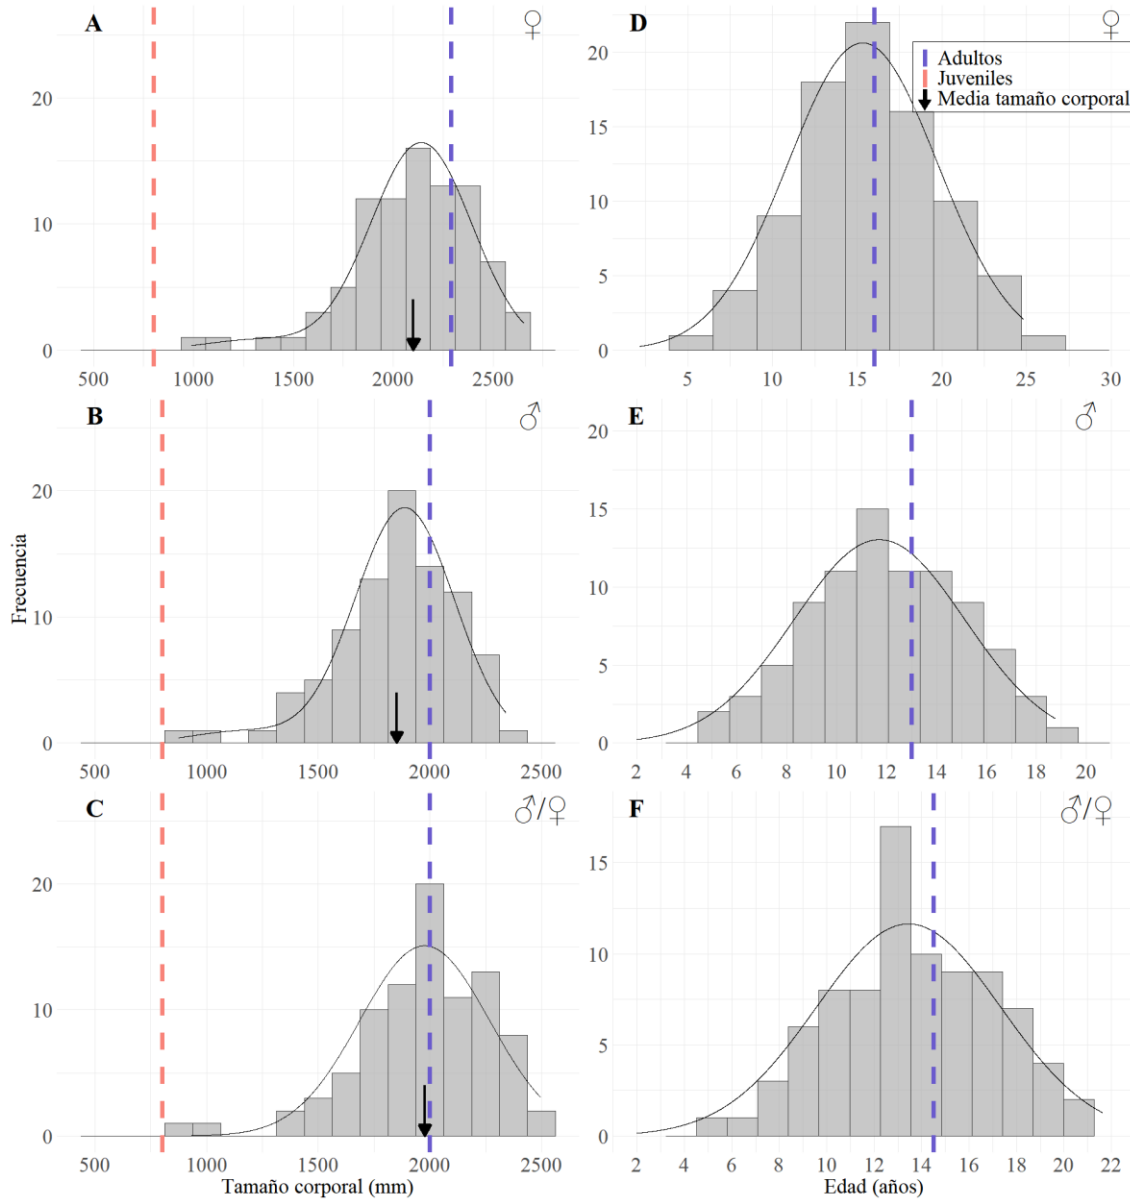 A ♀
20
10
0
500 1000 1500 2000 2500
B ♂
20
10
0
500 1000 1500 2000 2500
C ♂/♀
20
10
0
500 1000 1500 2000 2500
Frecuencia
Tamaño corporal (mm)
D ♀
Adultos
Juveniles
Media tamaño corporal
20
15
10
5
0
5 10 15 20 25 30
E ♂
20
15
10
5
0
2 4 6 8 10 12 14 16 18 20
F ♂/♀
15
10
5
0
2 4 6 8 10 12 14 16 18 20 22
Edad (años)